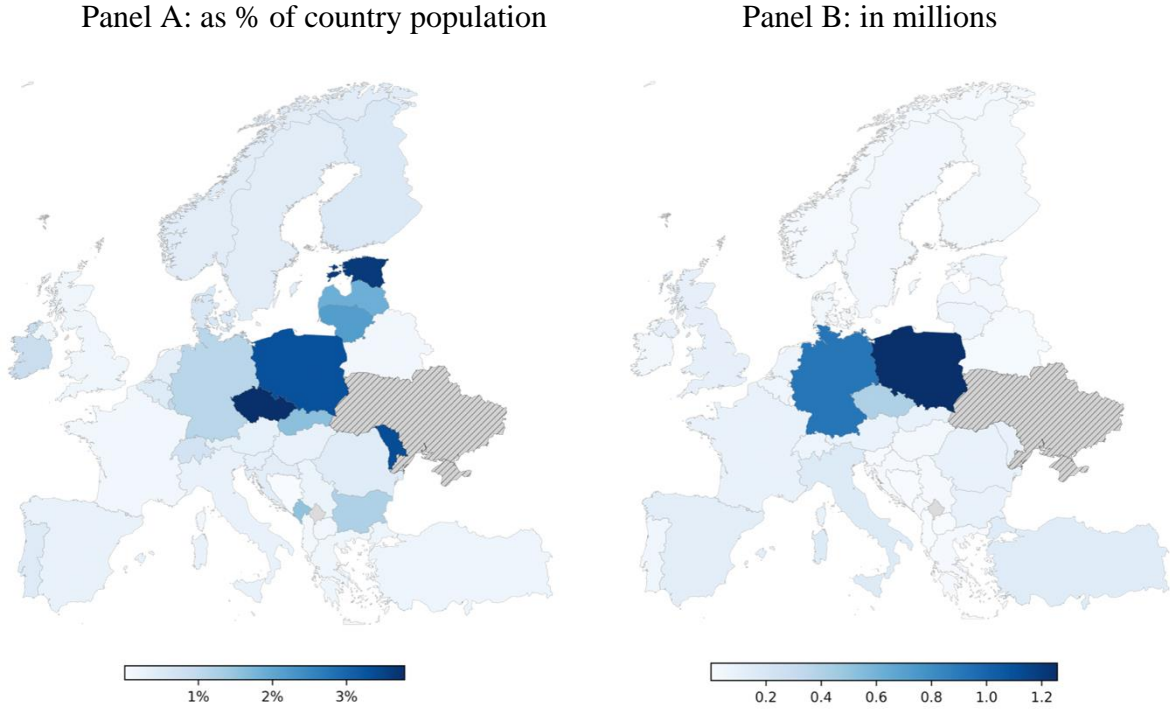 Panel A: as % of country population
Panel B: in millions
1% 2% 3%
0.2 0.4 0.6 0.8 1.0 1.2